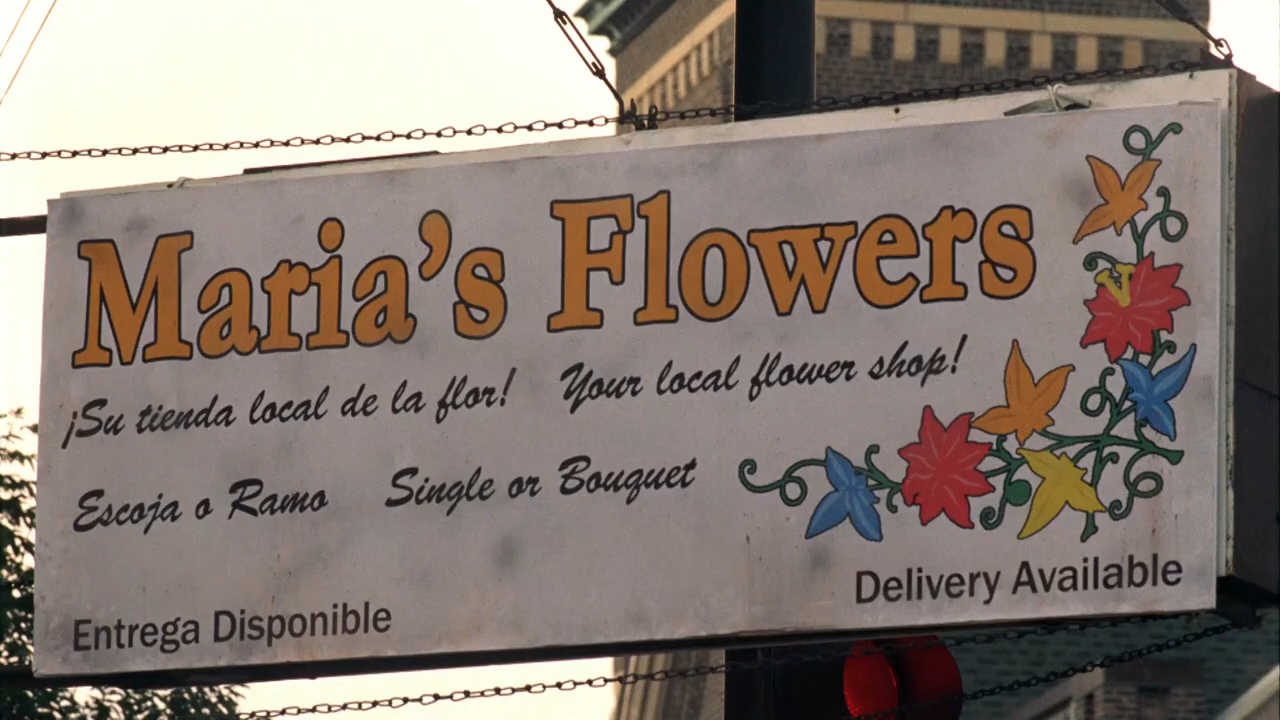 Maria's Flowers
¡Su tienda local de la flor! Your local flower shop!
Escoja o Ramo Single or Bouquet
Entrega Disponible Delivery Available